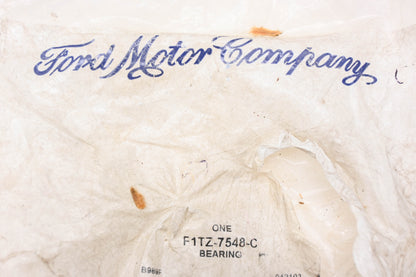 Ford Motor Company
ONE
F1TZ-7548-C
BEARING